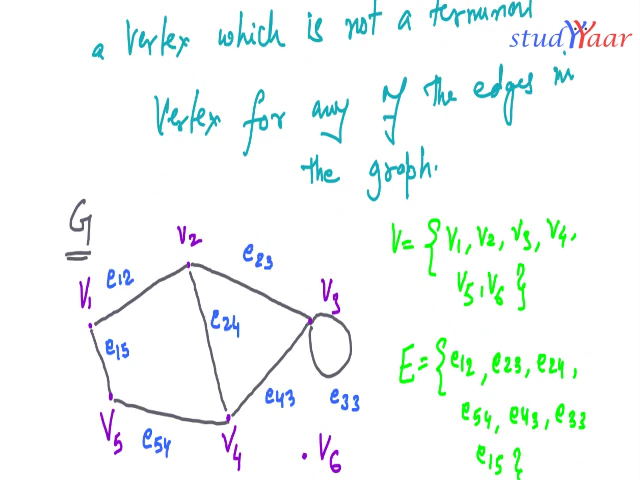 a Vertex which is not a terminal
studYYaar
Vertex for any of the edges in
the graph.
G
V2
e12
e23
V1
V3
e24
e15
e43
e33
V5
e54
V4
V6
V= { V1, V2, V3, V4,
V5, V6 }
E= { e12, e23, e24,
e54, e43, e33
e15 }